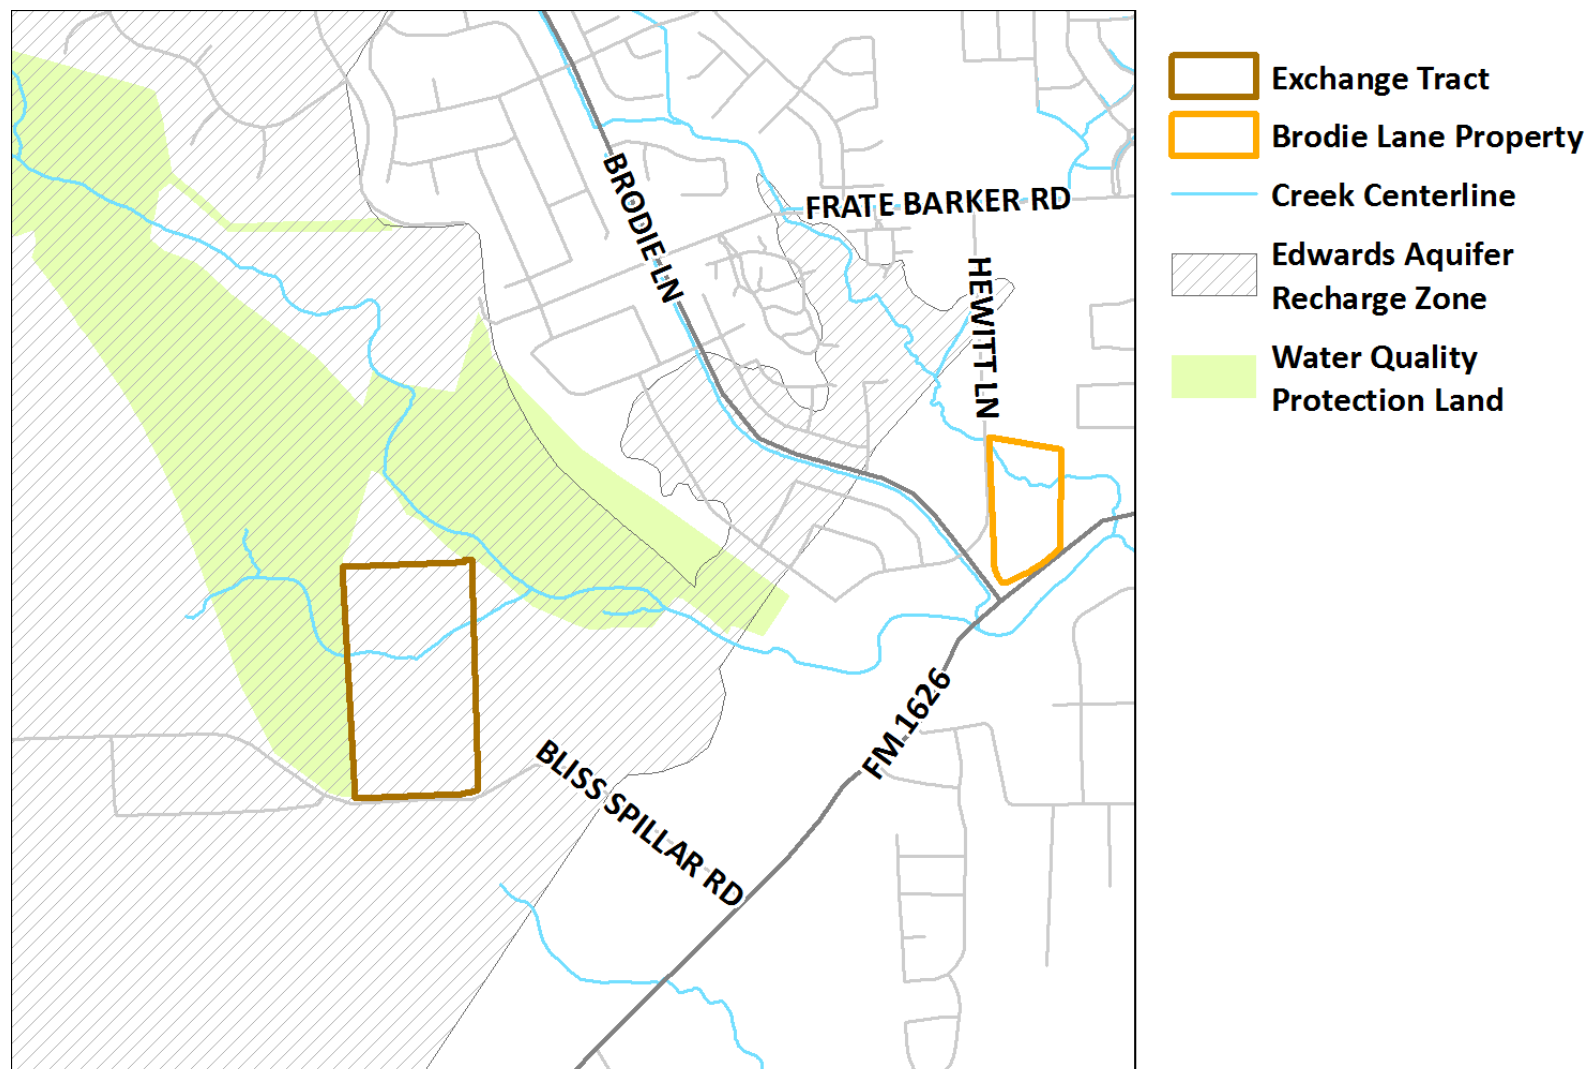 BRODIE LN
FRATE BARKER RD
HEWITT LN
FM 1626
BLISS SPILLAR RD
Exchange Tract
Brodie Lane Property
Creek Centerline
Edwards Aquifer
Recharge Zone
Water Quality
Protection Land